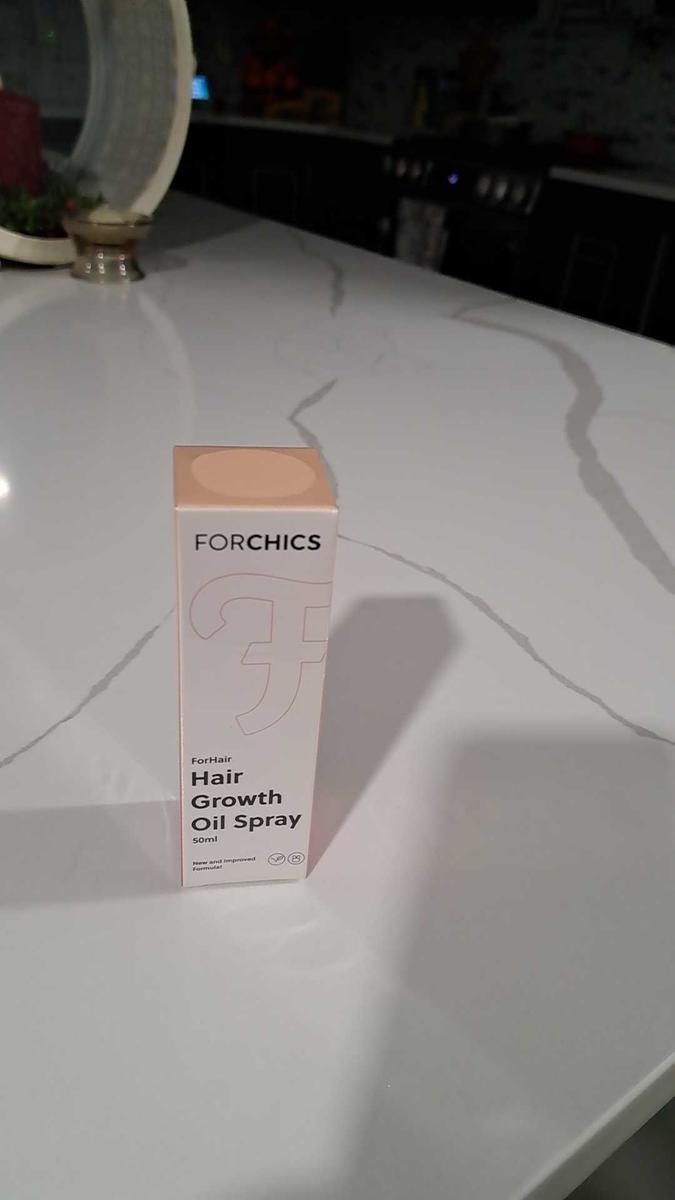 FORCHICS
F
ForHair
Hair
Growth
Oil Spray
50ml
New and Improved
Formula!